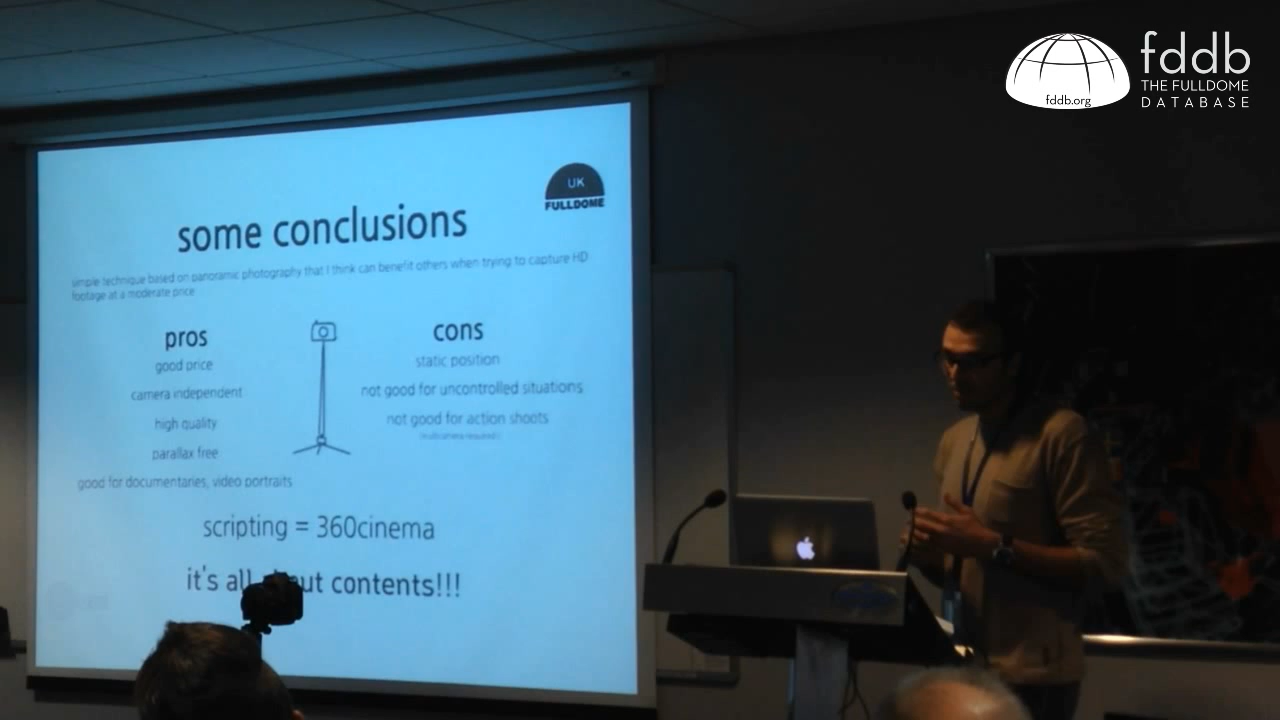 fddb
THE FULLDOME
DATABASE
fddb.org
UK
FULLDOME
some conclusions
simple technique based on panoramic photography that I think can benefit others when trying to capture HD
footage at a moderate price
pros
good price
camera independent
high quality
parallax free
good for documentaries, video portraits
cons
static position
not good for uncontrolled situations
not good for action shoots
(multicamera required)
scripting = 360cinema
it's all out contents!!!